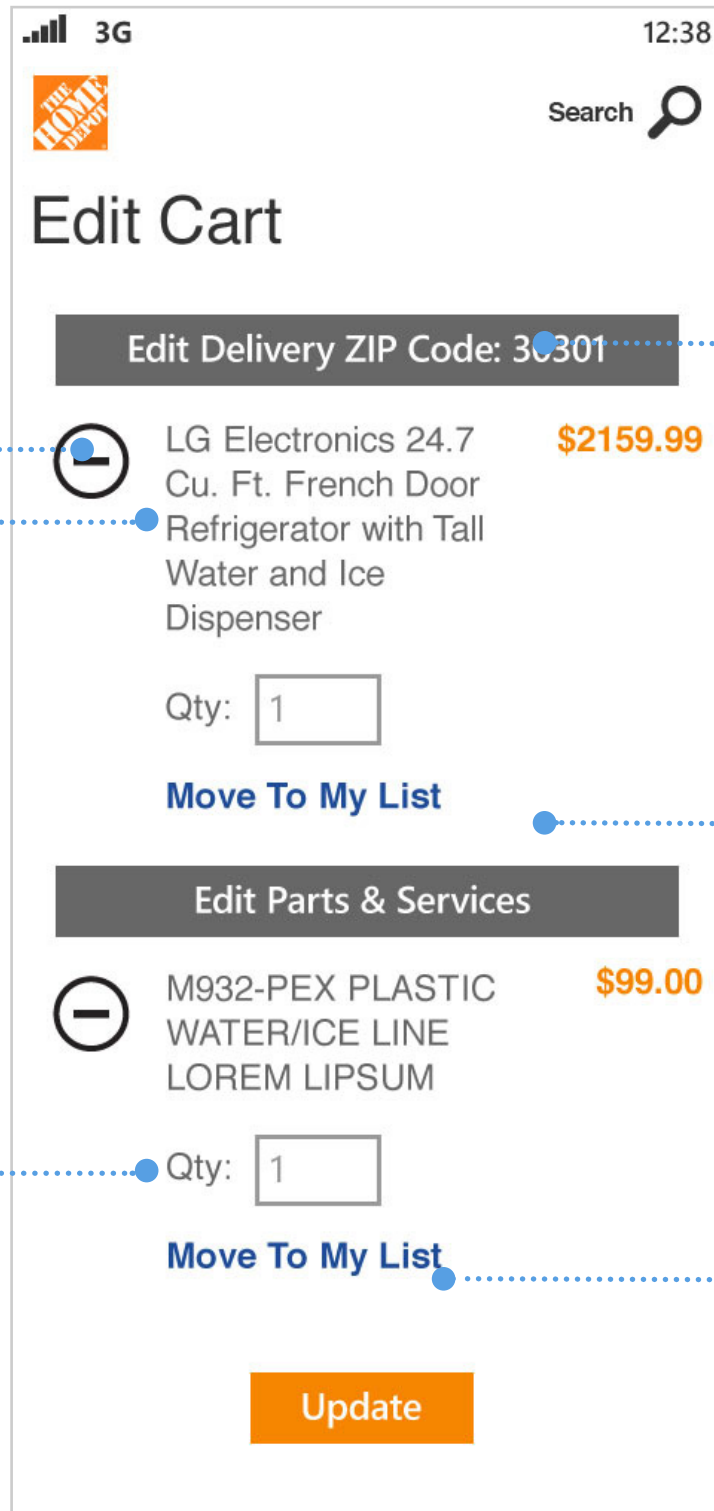 3G 12:38
THE
HOME
DEPOT
Search
Edit Cart
Edit Delivery ZIP Code: 30301
LG Electronics 24.7 $2159.99
Cu. Ft. French Door
Refrigerator with Tall
Water and Ice
Dispenser
Qty: 1
Move To My List
Edit Parts & Services
M932-PEX PLASTIC $99.00
WATER/ICE LINE
LOREM LIPSUM
Qty: 1
Move To My List
Update